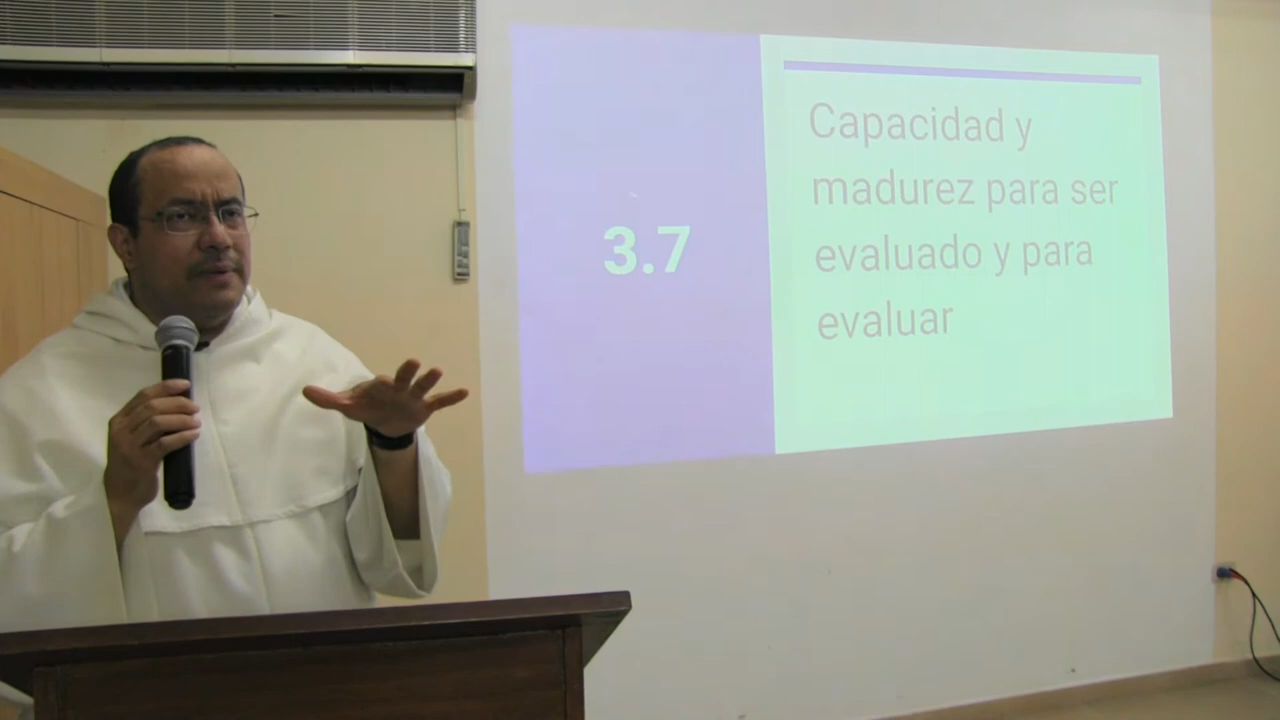 3.7
Capacidad y
madurez para ser
evaluado y para
evaluar